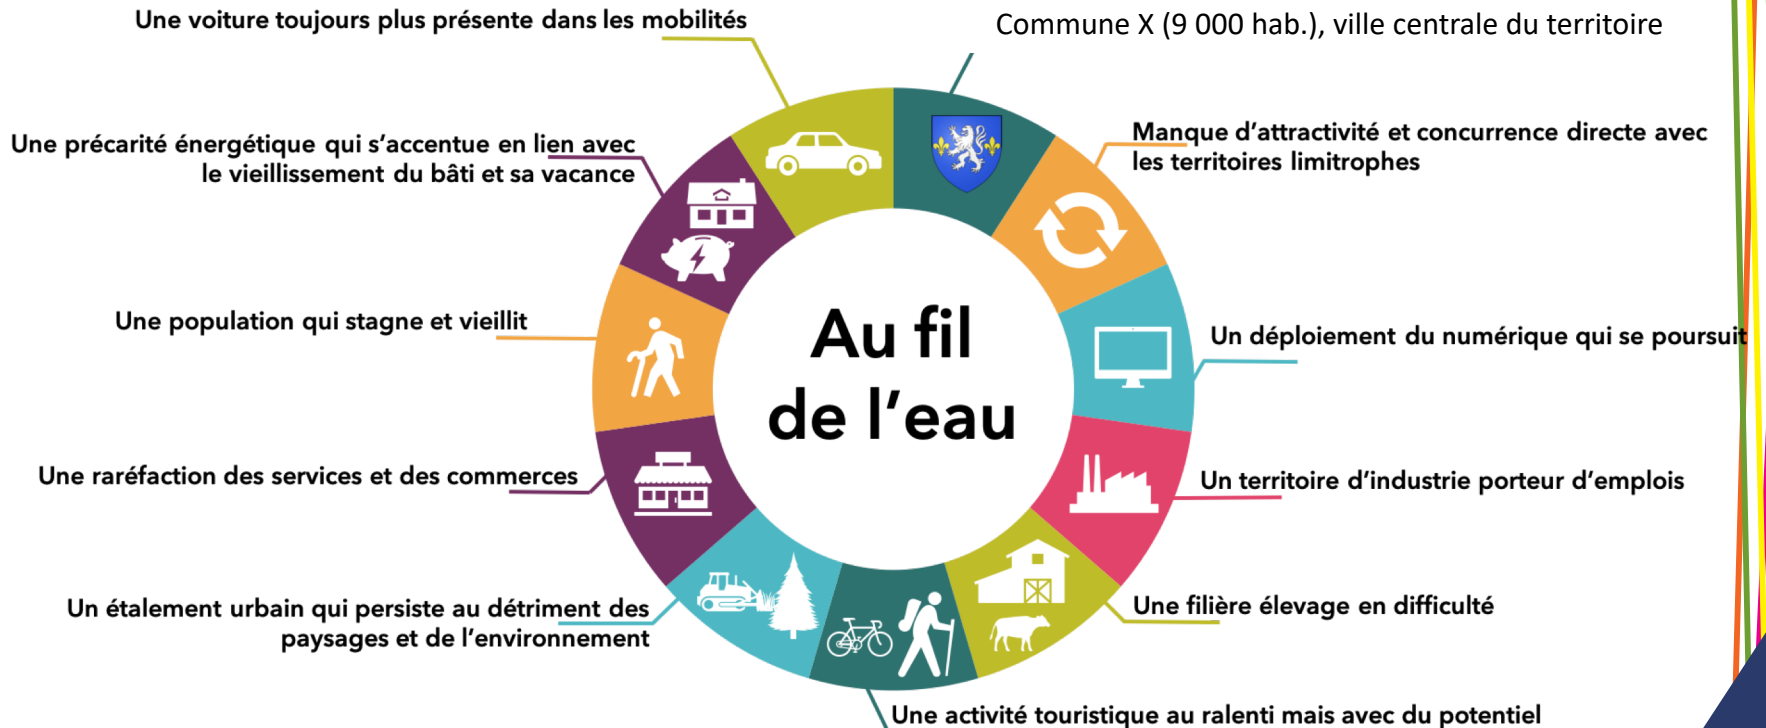 Une voiture toujours plus présente dans les mobilités
Commune X (9 000 hab.), ville centrale du territoire
Manque d'attractivité et concurrence directe avec
les territoires limitrophes
Une précarité énergétique qui s'accentue en lien avec
le vieillissement du bâti et sa vacance
Une population qui stagne et vieillit
Au fil
de l'eau
Un déploiement du numérique qui se poursuit
Une raréfaction des services et des commerces
Un territoire d'industrie porteur d'emplois
Un étalement urbain qui persiste au détriment des
paysages et de l'environnement
Une filière élevage en difficulté
Une activité touristique au ralenti mais avec du potentiel